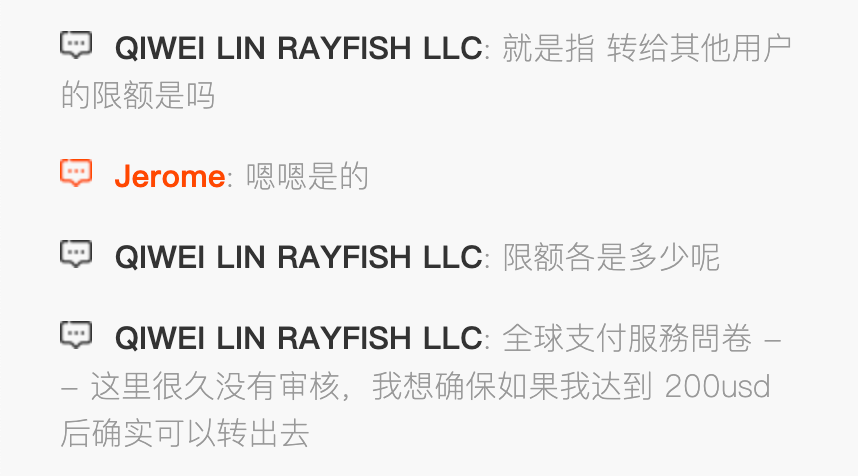 QIWEI LIN RAYFISH LLC: 就是指 转给其他用户
的限额是吗
Jerome: 嗯嗯是的
QIWEI LIN RAYFISH LLC: 限额各是多少呢
QIWEI LIN RAYFISH LLC: 全球支付服務問卷 –
– 这里很久没有审核，我想确保如果我达到 200usd
后确实可以转出去